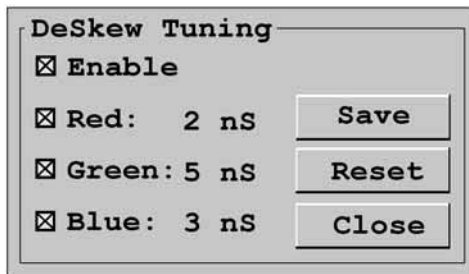 DeSkew Tuning
Enable
Red: 2 nS
Save
Green: 5 nS
Reset
Blue: 3 nS
Close